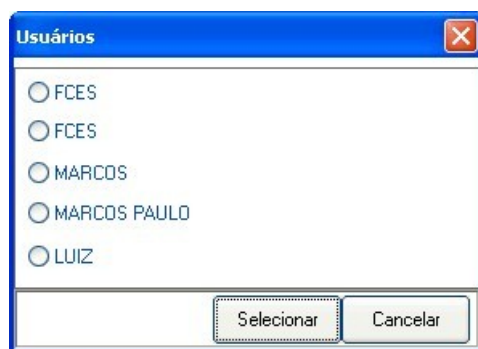 Usuários
FCES
FCES
MARCOS
MARCOS PAULO
LUIZ
Selecionar Cancelar